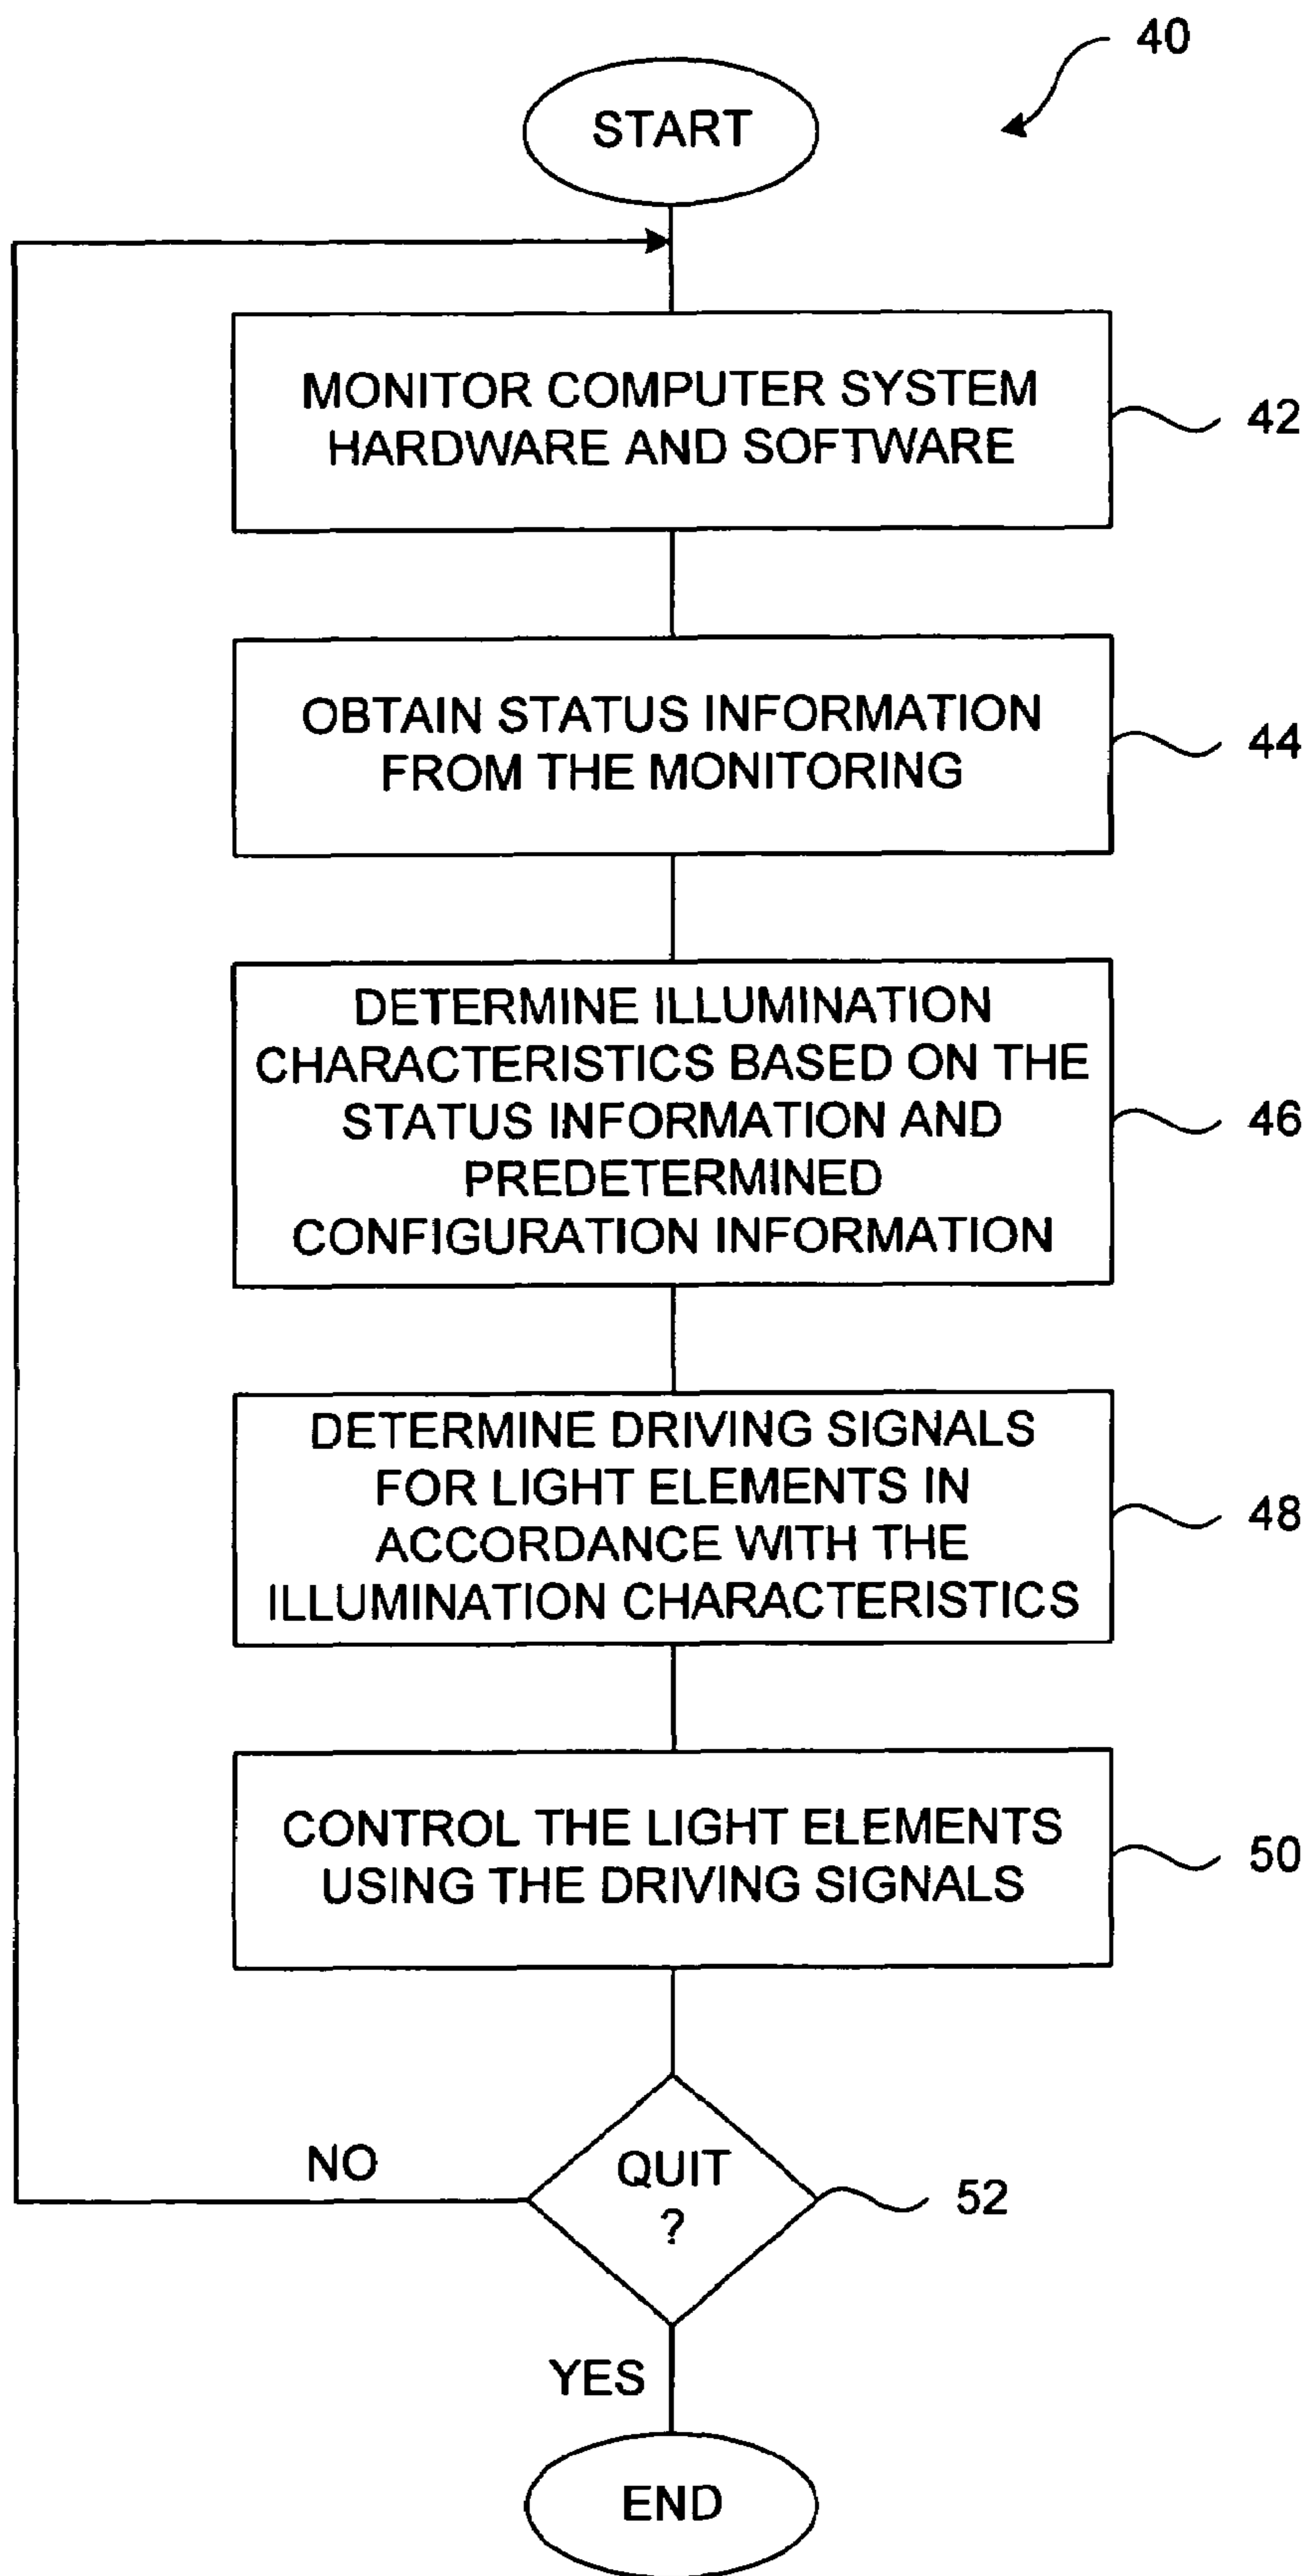 40
START
MONITOR COMPUTER SYSTEM
HARDWARE AND SOFTWARE
42
OBTAIN STATUS INFORMATION
FROM THE MONITORING
44
DETERMINE ILLUMINATION
CHARACTERISTICS BASED ON THE
STATUS INFORMATION AND
PREDETERMINED
CONFIGURATION INFORMATION
46
DETERMINE DRIVING SIGNALS
FOR LIGHT ELEMENTS IN
ACCORDANCE WITH THE
ILLUMINATION CHARACTERISTICS
48
CONTROL THE LIGHT ELEMENTS
USING THE DRIVING SIGNALS
50
NO
QUIT
?
52
YES
END